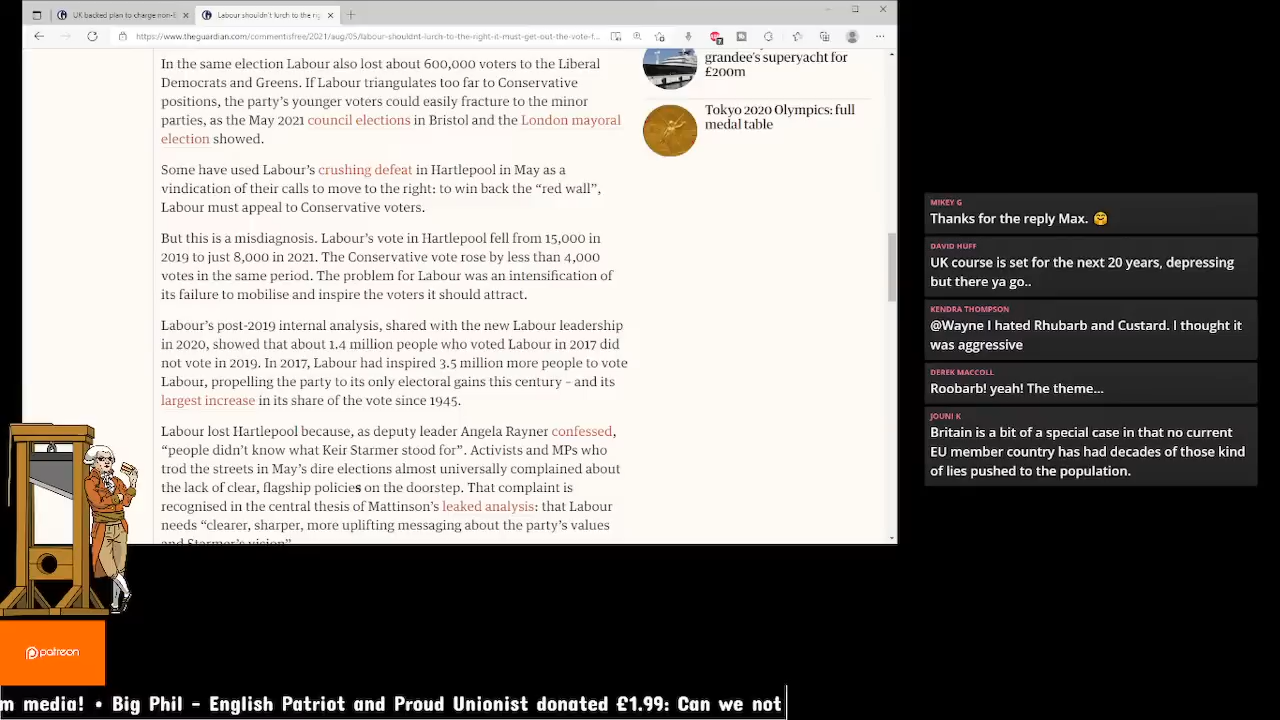 UK backed plan to charge non-E
Labour shouldn't lurch to the rig
https://www.theguardian.com/commentisfree/2021/aug/05/labour-shouldnt-lurch-to-the-right-it-must-get-out-the-vote-f...
In the same election Labour also lost about 600,000 voters to the Liberal
Democrats and Greens. If Labour triangulates too far to Conservative
positions, the party's younger voters could easily fracture to the minor
parties, as the May 2021 council elections in Bristol and the London mayoral
election showed.
Some have used Labour's crushing defeat in Hartlepool in May as a
vindication of their calls to move to the right: to win back the “red wall”,
Labour must appeal to Conservative voters.
But this is a misdiagnosis. Labour's vote in Hartlepool fell from 15,000 in
2019 to just 8,000 in 2021. The Conservative vote rose by less than 4,000
votes in the same period. The problem for Labour was an intensification of
its failure to mobilise and inspire the voters it should attract.
Labour's post-2019 internal analysis, shared with the new Labour leadership
in 2020, showed that about 1.4 million people who voted Labour in 2017 did
not vote in 2019. In 2017, Labour had inspired 3.5 million more people to vote
Labour, propelling the party to its only electoral gains this century – and its
largest increase in its share of the vote since 1945.
Labour lost Hartlepool because, as deputy leader Angela Rayner confessed,
“people didn't know what Keir Starmer stood for”. Activists and MPs who
trod the streets in May's dire elections almost universally complained about
the lack of clear, flagship policies on the doorstep. That complaint is
recognised in the central thesis of Mattinson's leaked analysis: that Labour
needs “clearer, sharper, more uplifting messaging about the party's values
and Starmer's vision”.
grandee's superyacht for
£200m
Tokyo 2020 Olympics: full
medal table
MIKEY G
Thanks for the reply Max. 🤗
DAVID HUFF
UK course is set for the next 20 years, depressing
but there ya go..
KENDRA THOMPSON
@Wayne I hated Rhubarb and Custard. I thought it
was aggressive
DEREK MACCOLL
Roobarb! yeah! The theme...
JOUNI K
Britain is a bit of a special case in that no current
EU member country has had decades of those kind
of lies pushed to the population.
patreon
m media! • Big Phil - English Patriot and Proud Unionist donated £1.99: Can we not